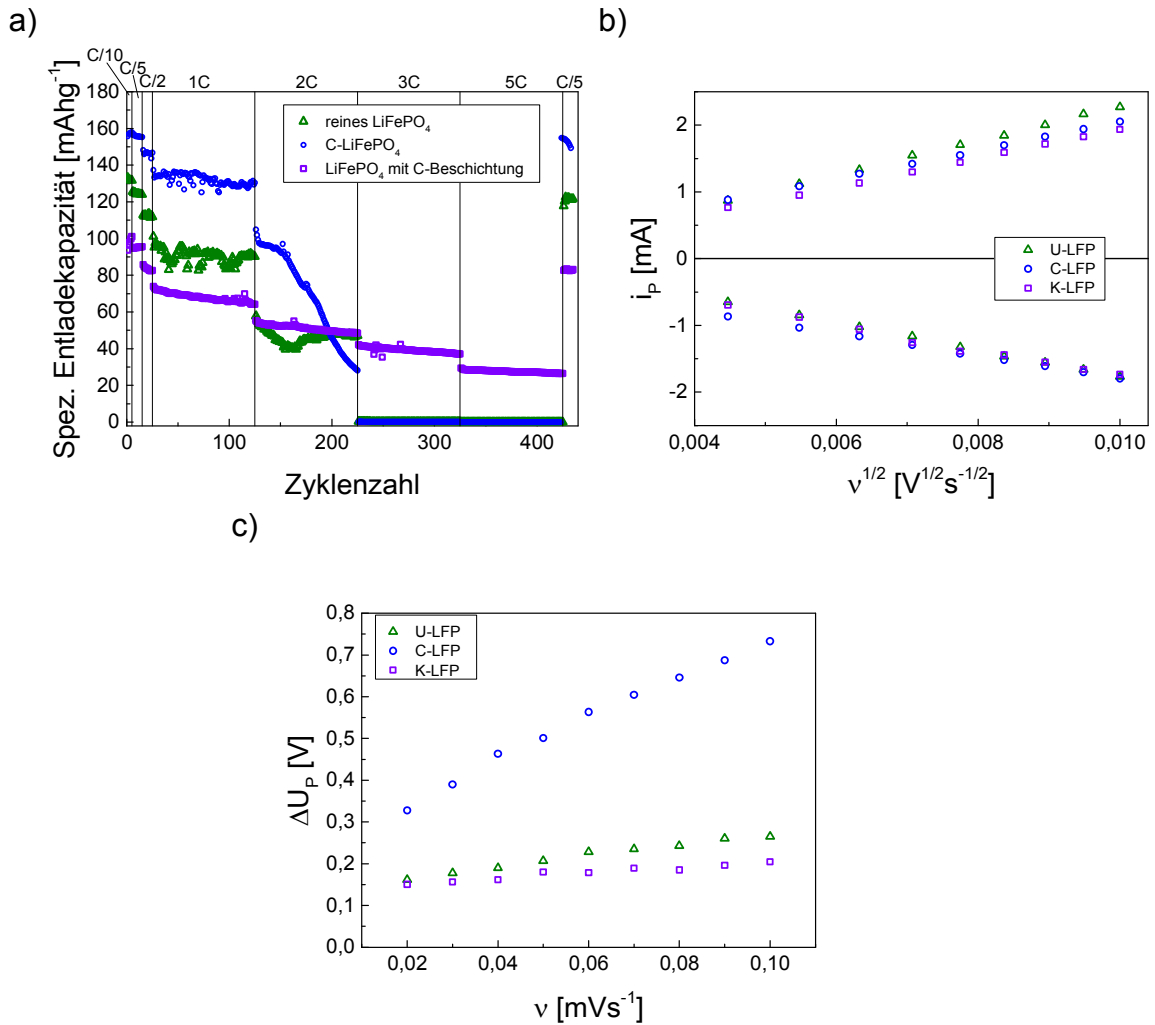 a)
C/10
C/5
C/2
1C
2C
3C
5C
C/5
180
160
140
120
100
80
60
40
20
0
Spez. Entladekapazität [mAhg⁻¹]
reines LiFePO₄
C-LiFePO₄
LiFePO₄ mit C-Beschichtung
0
100
200
300
400
Zyklenzahl
b)
2
1
0
-1
-2
iₚ [mA]
U-LFP
C-LFP
K-LFP
0,004
0,006
0,008
0,010
ν^1/2 [V^1/2s^-1/2]
c)
0,8
0,7
0,6
0,5
0,4
0,3
0,2
0,1
0,0
ΔUₚ [V]
U-LFP
C-LFP
K-LFP
0,02
0,04
0,06
0,08
0,10
ν [mVs⁻¹]